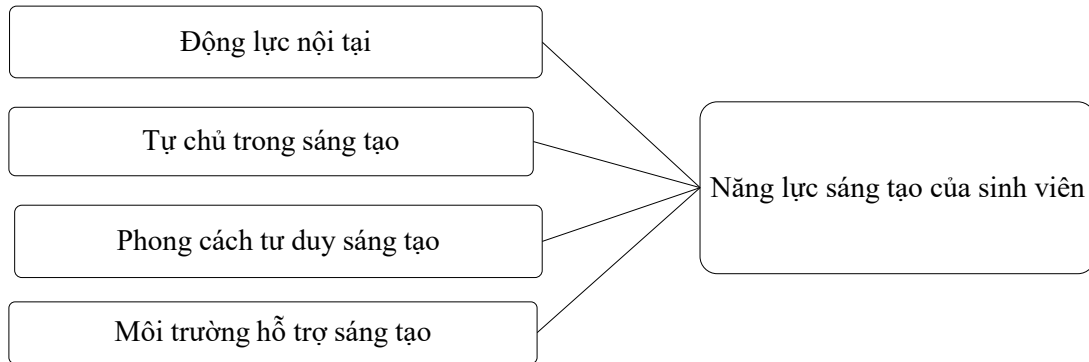 Động lực nội tại
Tự chủ trong sáng tạo
Phong cách tư duy sáng tạo
Môi trường hỗ trợ sáng tạo
Năng lực sáng tạo của sinh viên